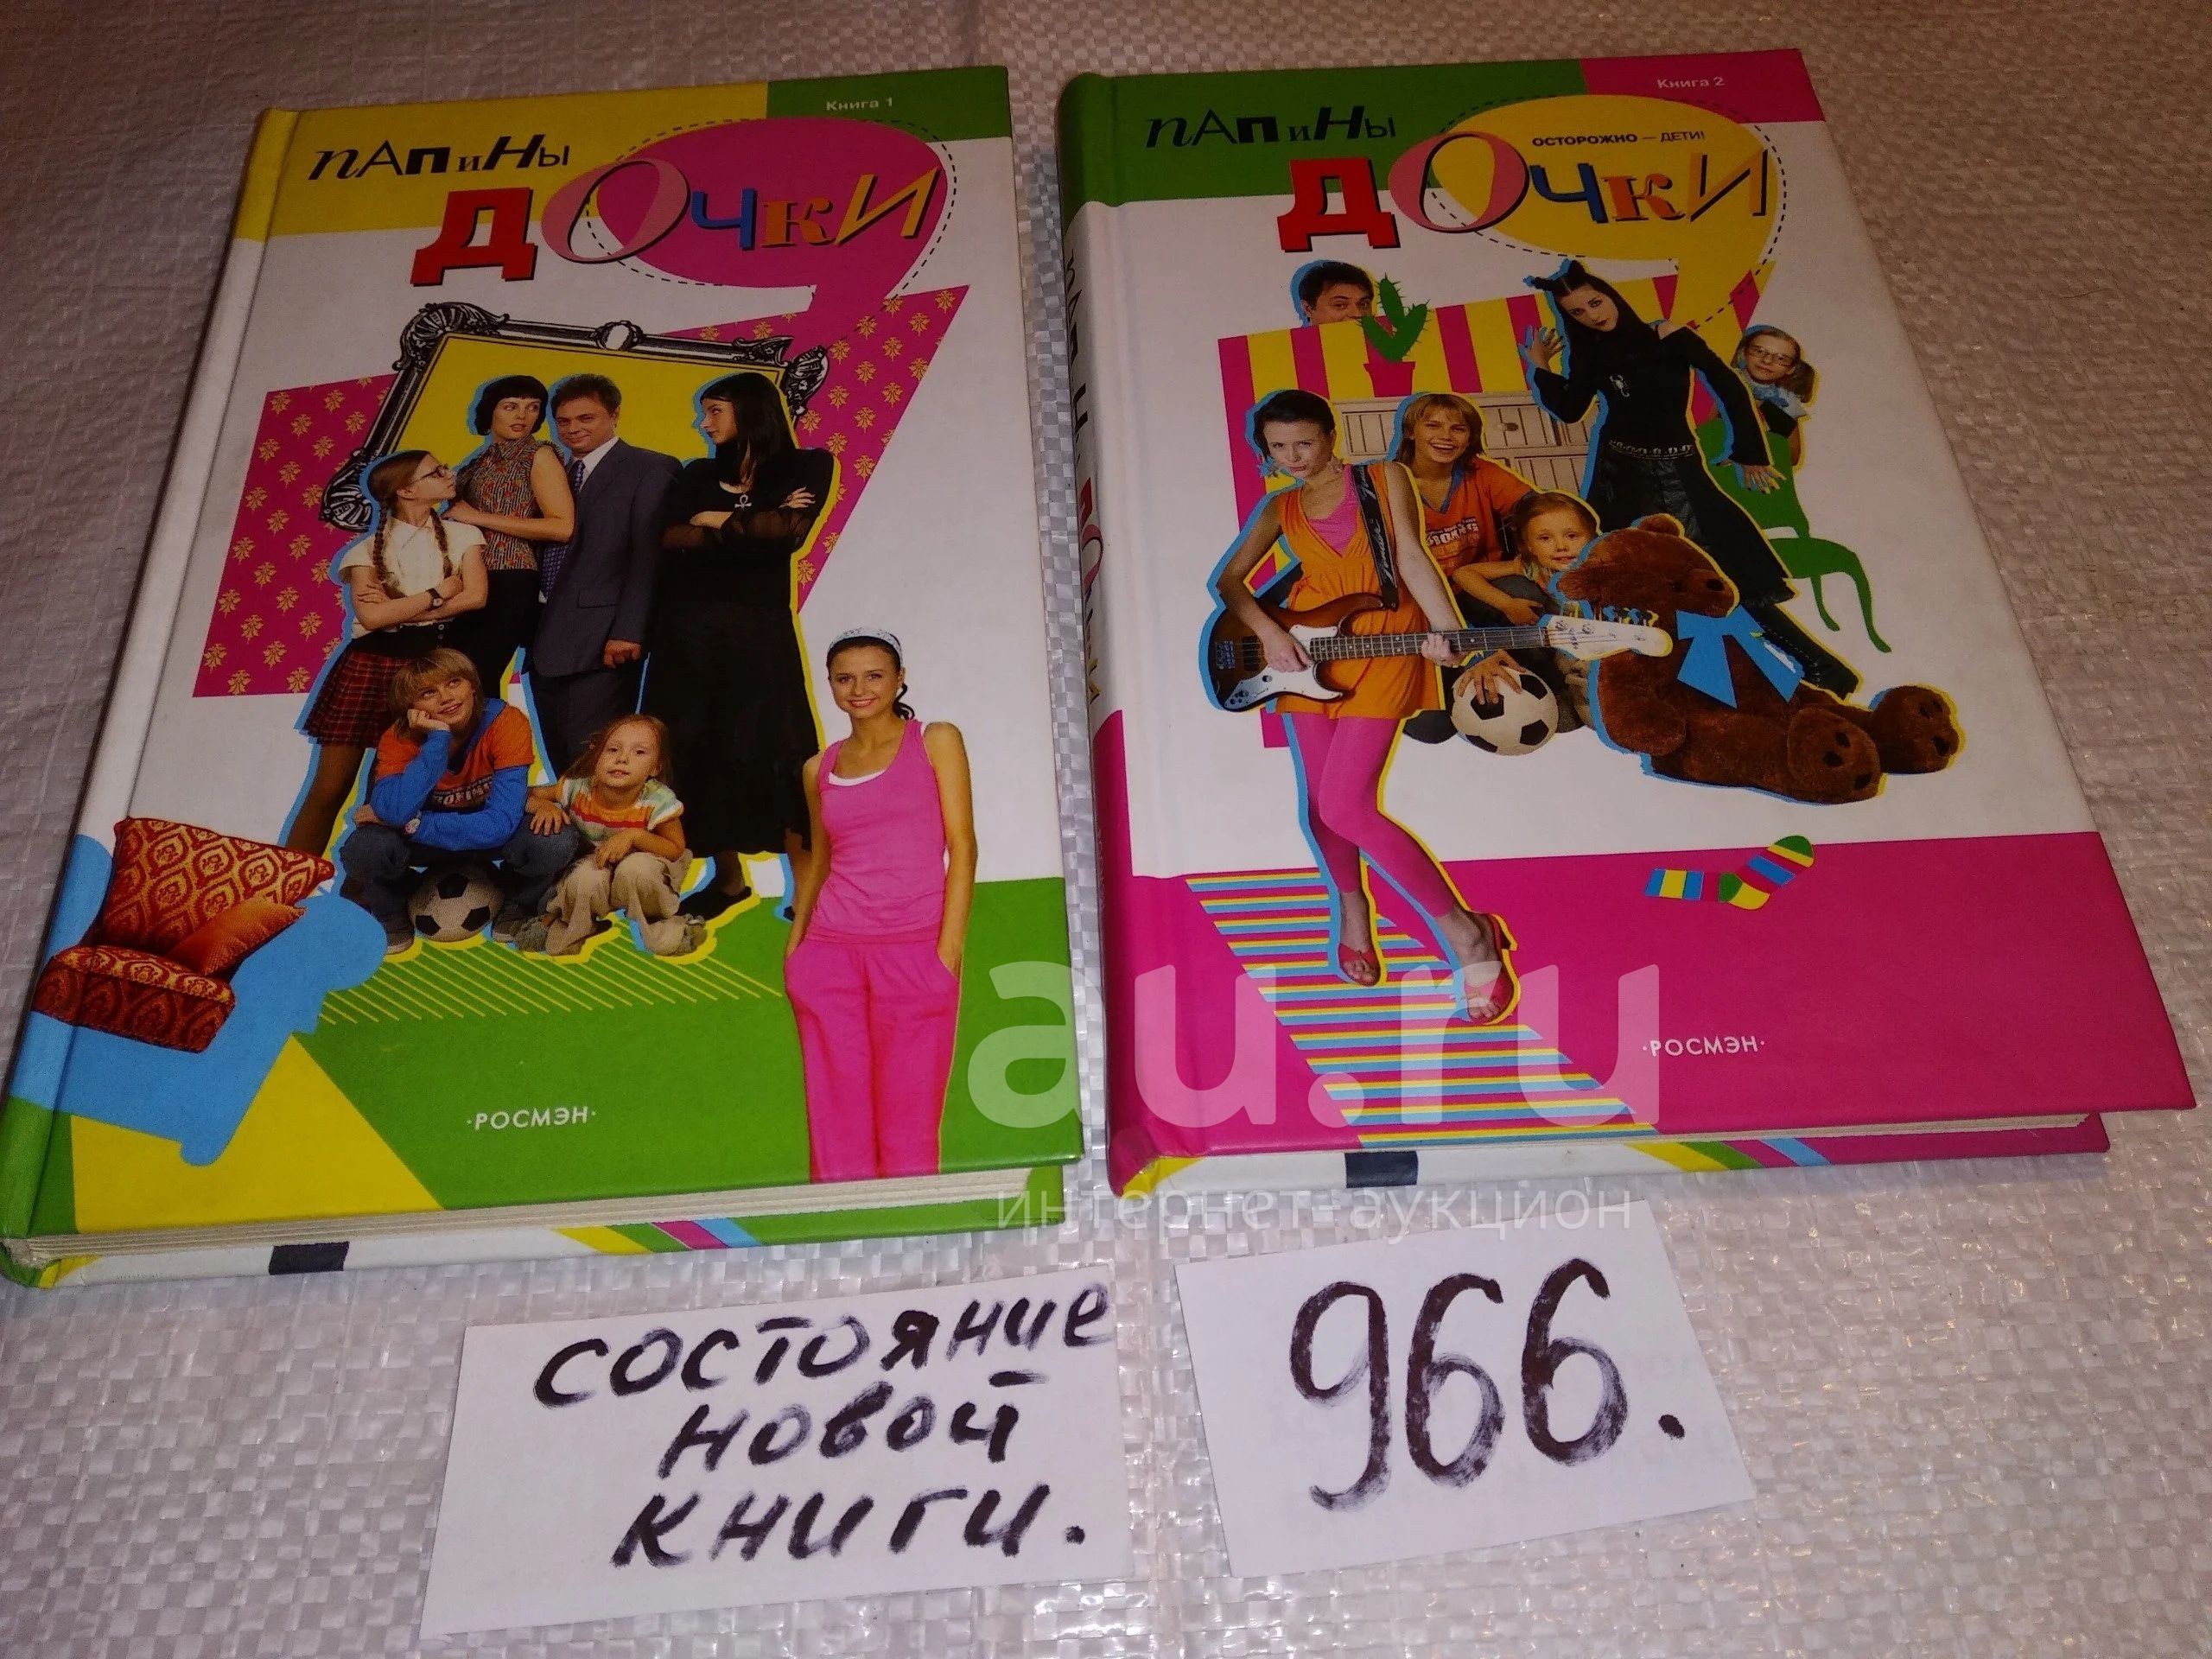 Книга 1
ПАПИНЫ
ДОЧКИ
·РОСМЭН·
Книга 2
ПАПИНЫ
ОСТОРОЖНО — ДЕТИ!
ДОЧКИ
·РОСМЭН·
au.ru
интернет-аукцион
СОСТОЯНИЕ
НОВОЙ
КНИГИ.
966.